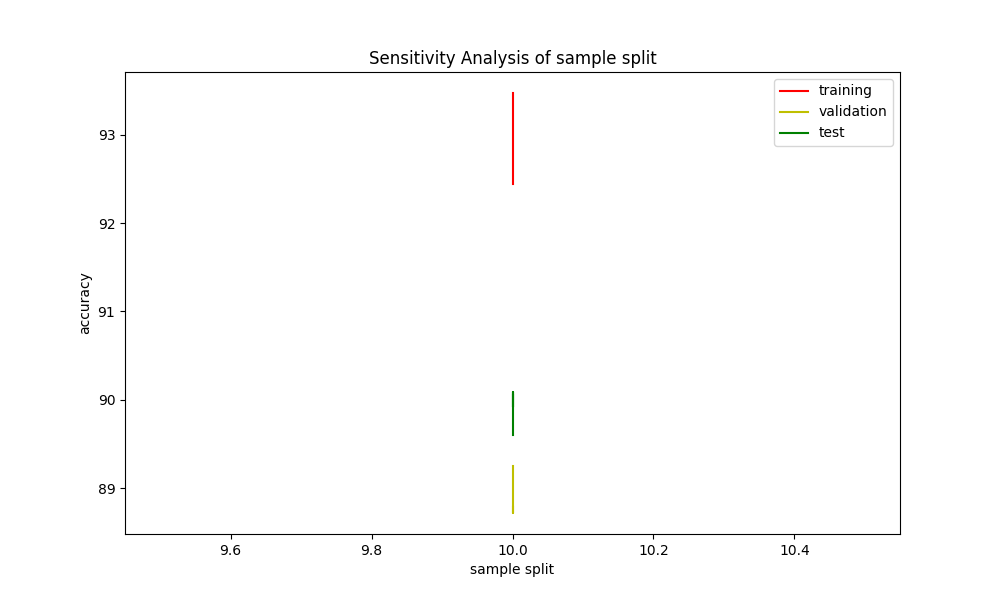 Sensitivity Analysis of sample split
training
validation
test
93
92
91
90
89
accuracy
9.6 9.8 10.0 10.2 10.4
sample split